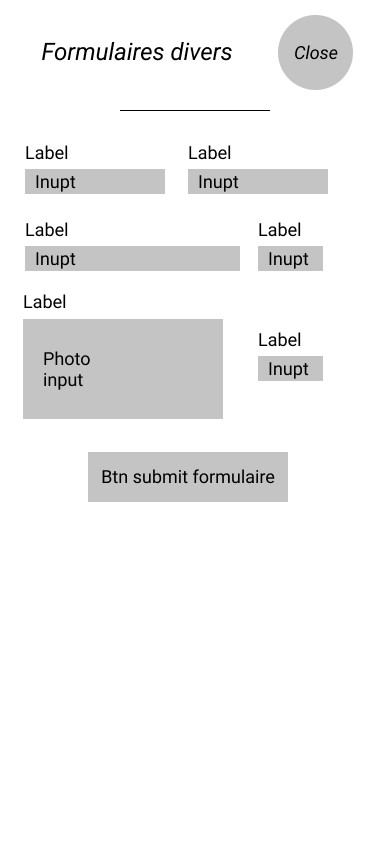 Formulaires divers
Close
Label
Label
Inupt
Inupt
Label
Label
Inupt
Inupt
Label
Photo
input
Label
Inupt
Btn submit formulaire